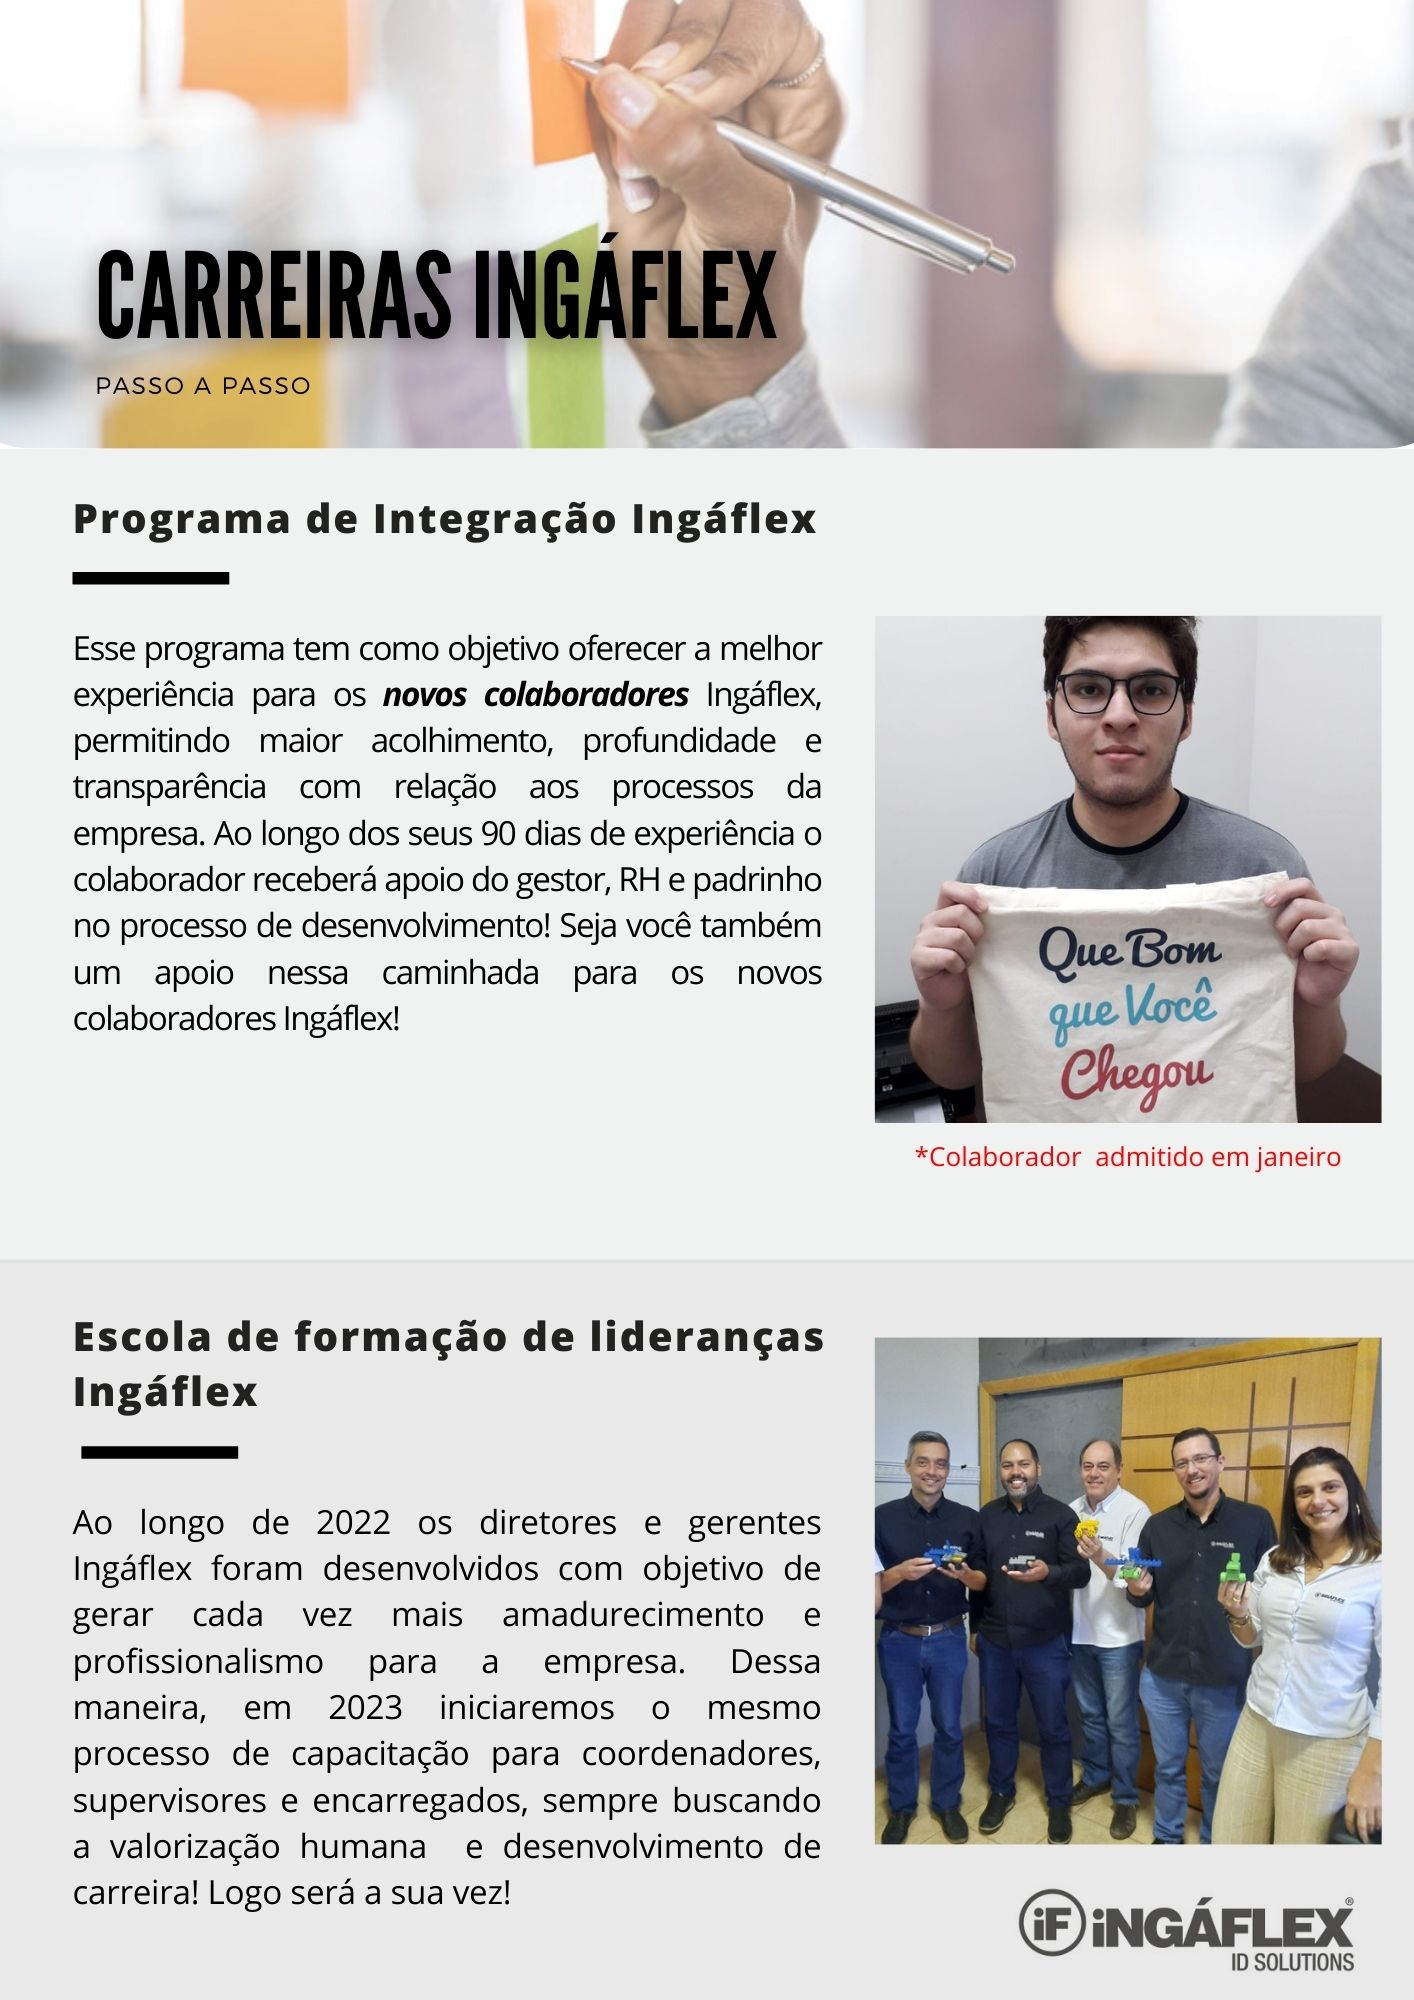 CARREIRAS INGÁFLEX
PASSO A PASSO
Programa de Integração Ingáflex
Esse programa tem como objetivo oferecer a melhor
experiência para os novos colaboradores Ingáflex,
permitindo maior acolhimento, profundidade e
transparência com relação aos processos da
empresa. Ao longo dos seus 90 dias de experiência o
colaborador receberá apoio do gestor, RH e padrinho
no processo de desenvolvimento! Seja você também
um apoio nessa caminhada para os novos
colaboradores Ingáflex!
Que Bom
que Você
Chegou
*Colaborador  admitido em janeiro
Escola de formação de lideranças
Ingáflex
Ao longo de 2022 os diretores e gerentes
Ingáflex foram desenvolvidos com objetivo de
gerar cada vez mais amadurecimento e
profissionalismo para a empresa. Dessa
maneira, em 2023 iniciaremos o mesmo
processo de capacitação para coordenadores,
supervisores e encarregados, sempre buscando
a valorização humana  e desenvolvimento de
carreira! Logo será a sua vez!
iNGÁFLEX
iF iNGÁFLEX®
ID SOLUTIONS